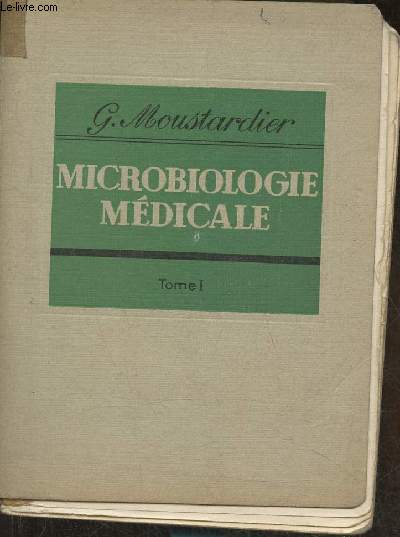 Le-livre.com
G. Moustardier
MICROBIOLOGIE
MÉDICALE
Tome I